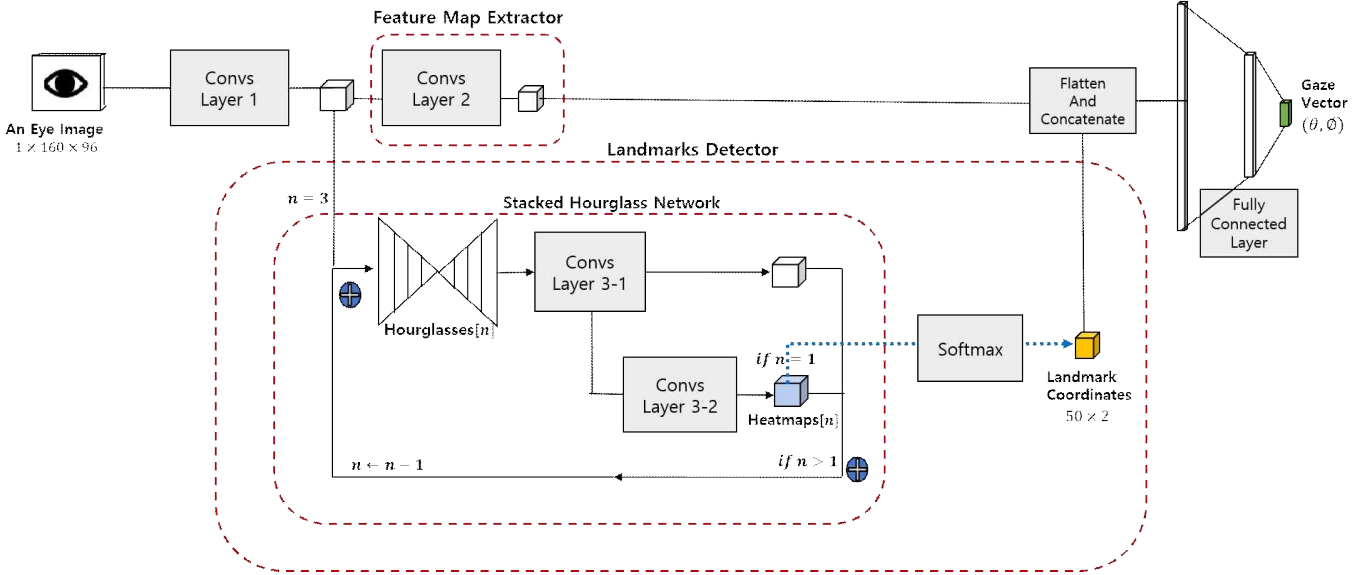 Feature Map Extractor
Convs
Layer 1
Convs
Layer 2
An Eye Image
1 × 160 × 96
Flatten
And
Concatenate
Gaze
Vector
(θ, ∅)
Fully
Connected
Layer
Landmarks Detector
n = 3
Stacked Hourglass Network
Hourglasses[n]
Convs
Layer 3-1
Convs
Layer 3-2
if n = 1
Heatmaps[n]
Softmax
Landmark
Coordinates
50 × 2
n ← n − 1
if n > 1